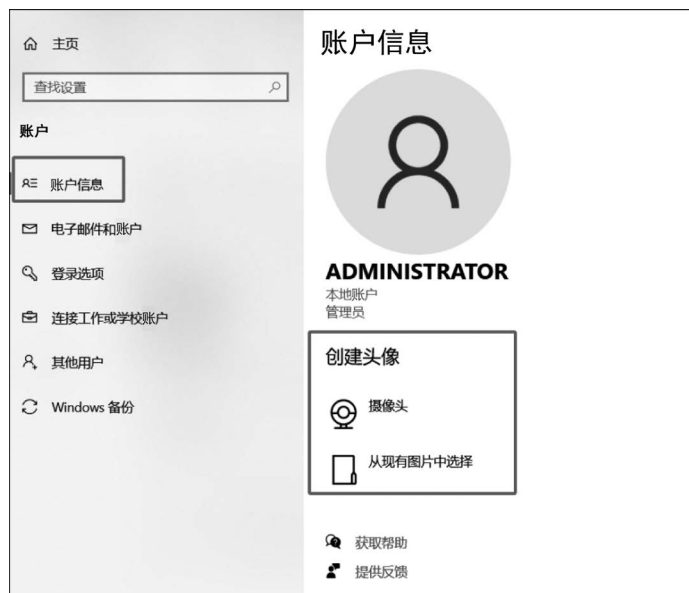 主页
查找设置
账户
账户信息
电子邮件和账户
登录选项
连接工作或学校账户
其他用户
Windows 备份
账户信息
ADMINISTRATOR
本地账户
管理员
创建头像
摄像头
从现有图片中选择
获取帮助
提供反馈